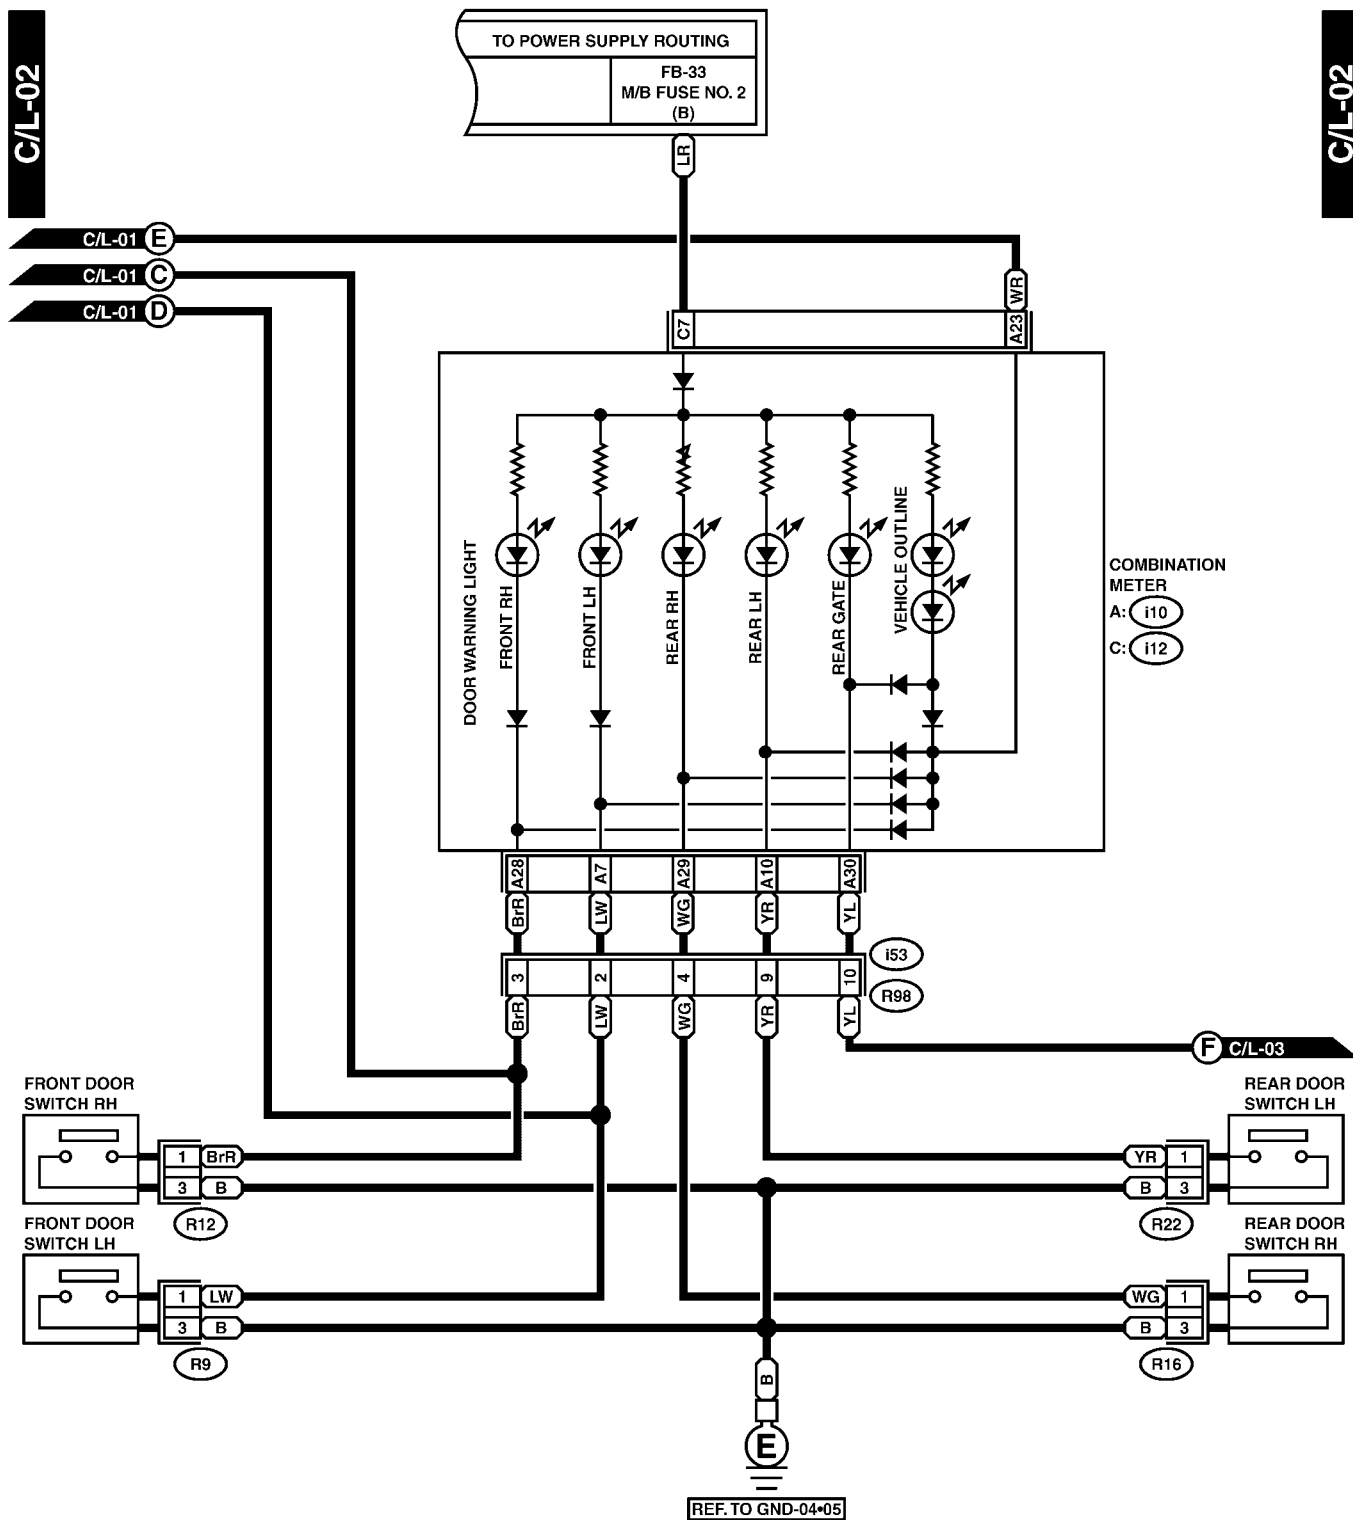 C/L-02
C/L-02
TO POWER SUPPLY ROUTING
FB-33
M/B FUSE NO. 2
(B)
LR
C/L-01 E
C/L-01 C
C/L-01 D
WR
C7
A23
DOOR WARNING LIGHT
FRONT RH
FRONT LH
REAR RH
REAR LH
REAR GATE
VEHICLE OUTLINE
COMBINATION
METER
A: i10
C: i12
A28 A7 A29 A10 A30
BrR LW WG YR YL
i53
3 2 4 9 10
R98
BrR LW WG YR YL
F C/L-03
FRONT DOOR
SWITCH RH
1 BrR
3 B
R12
REAR DOOR
SWITCH LH
YR 1
B 3
R22
FRONT DOOR
SWITCH LH
1 LW
3 B
R9
REAR DOOR
SWITCH RH
WG 1
B 3
R16
B
E
REF. TO GND-04•05